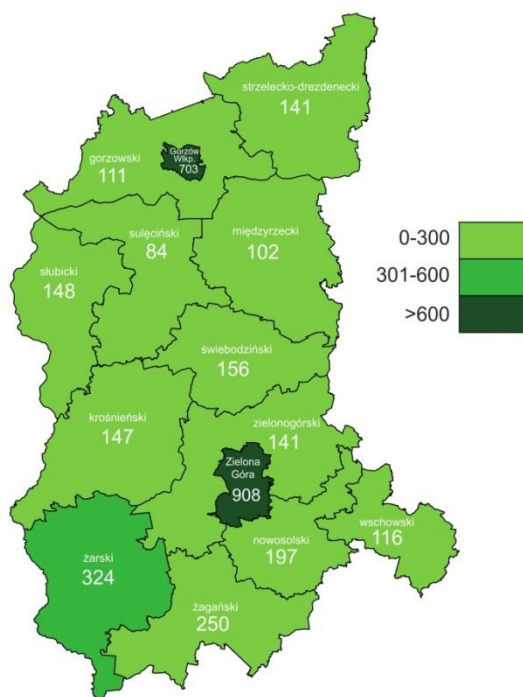 strzelecko-drezdenecki
141
Gorzów
Wlkp.
703
gorzowski
111
sulęciński
84
międzyrzecki
102
słubicki
148
0-300
301-600
>600
świebodziński
156
krośnieński
147
zielonogórski
141
Zielona
Góra
908
wschowski
116
nowosolski
197
żarski
324
żagański
250